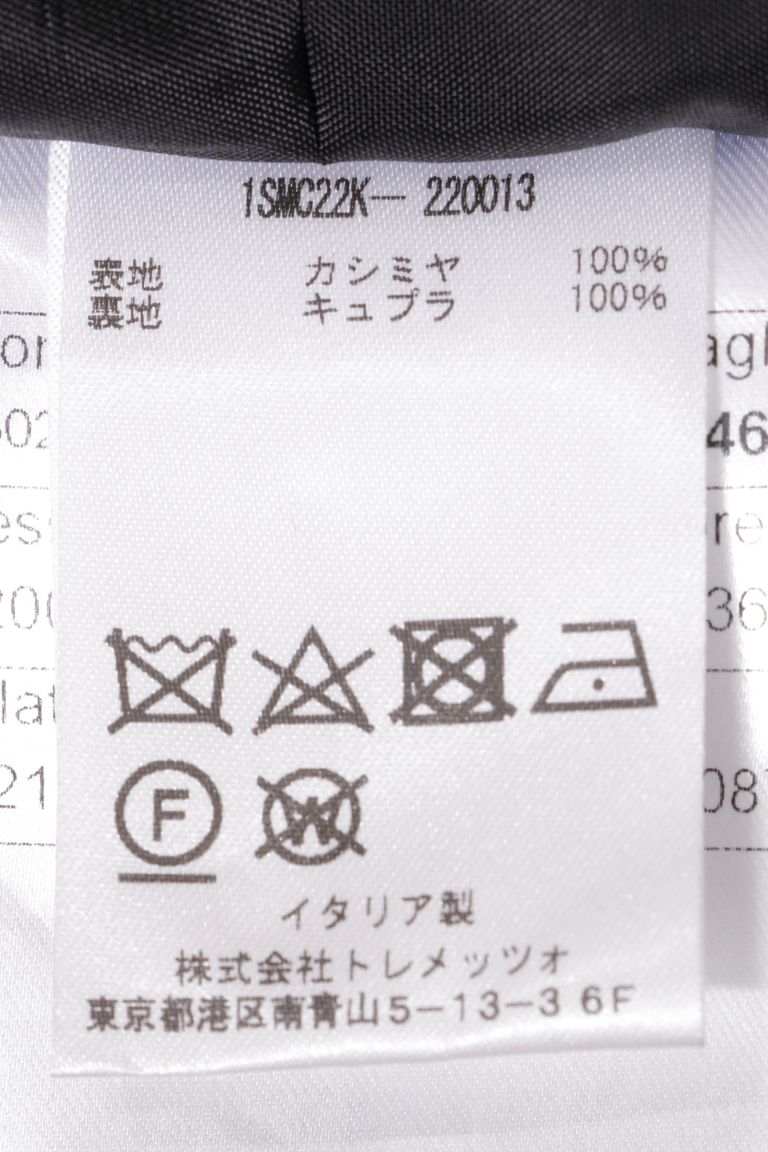 1SMC22K— 220013
表地 カシミヤ 100%
裏地 キュプラ 100%
F
W
イタリア製
株式会社トレメッツォ
東京都港区南青山5-13-3 6F
46
36